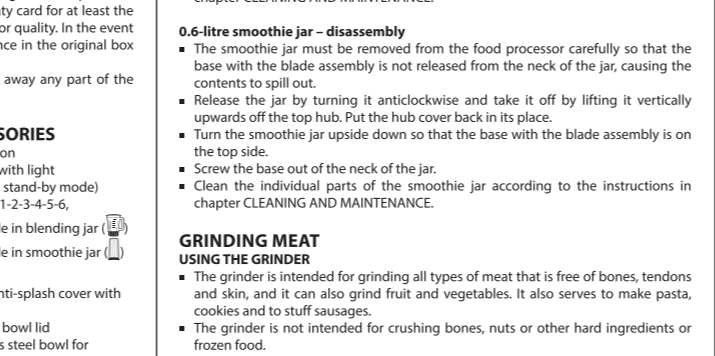 ty card for at least the
or quality. In the event
nce in the original box
away any part of the
SORIES
on
with light
stand-by mode)
1-2-3-4-5-6,
le in blending jar ( )
le in smoothie jar ( )
nti-splash cover with
bowl lid
s steel bowl for
chapter CLEANING AND MAINTENANCE.
0.6-litre smoothie jar – disassembly
▪ The smoothie jar must be removed from the food processor carefully so that the
base with the blade assembly is not released from the neck of the jar, causing the
contents to spill out.
▪ Release the jar by turning it anticlockwise and take it off by lifting it vertically
upwards off the top hub. Put the hub cover back in its place.
▪ Turn the smoothie jar upside down so that the base with the blade assembly is on
the top side.
▪ Screw the base out of the neck of the jar.
▪ Clean the individual parts of the smoothie jar according to the instructions in
chapter CLEANING AND MAINTENANCE.
GRINDING MEAT
USING THE GRINDER
▪ The grinder is intended for grinding all types of meat that is free of bones, tendons
and skin, and it can also grind fruit and vegetables. It also serves to make pasta,
cookies and to stuff sausages.
▪ The grinder is not intended for crushing bones, nuts or other hard ingredients or
frozen food.